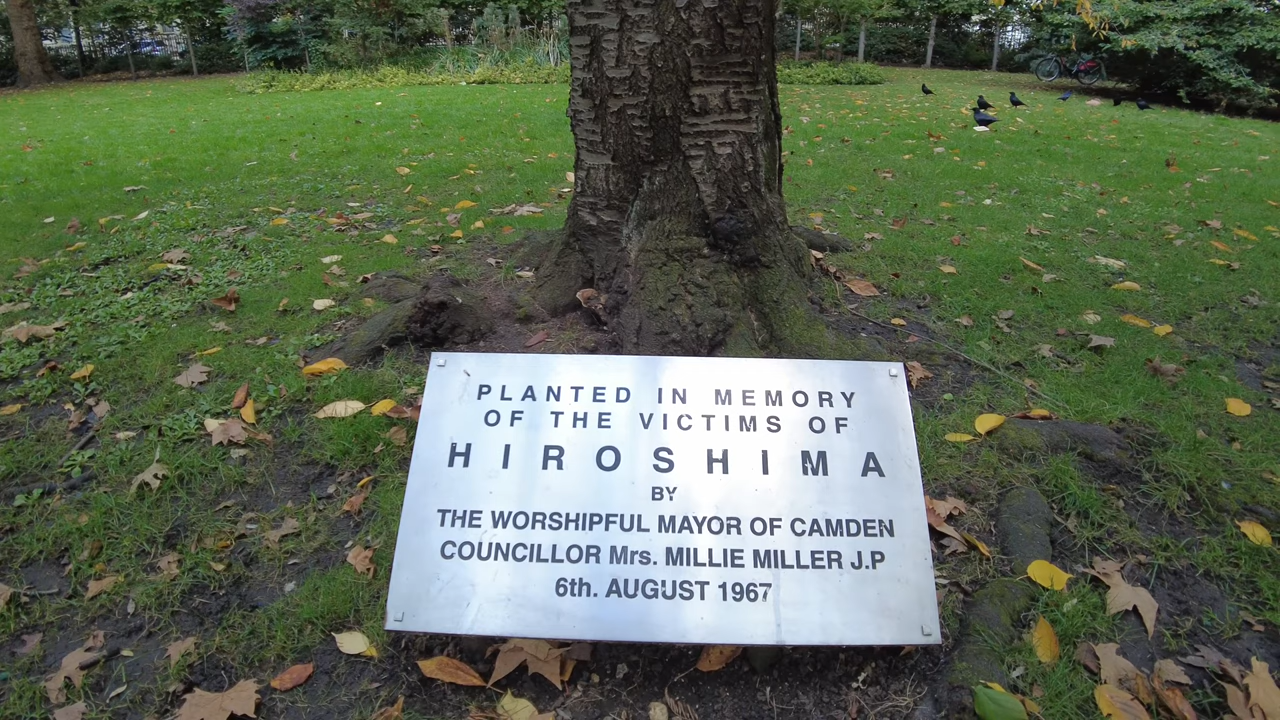 PLANTED IN MEMORY
OF THE VICTIMS OF
HIROSHIMA
BY
THE WORSHIPFUL MAYOR OF CAMDEN
COUNCILLOR Mrs. MILLIE MILLER J.P
6th. AUGUST 1967